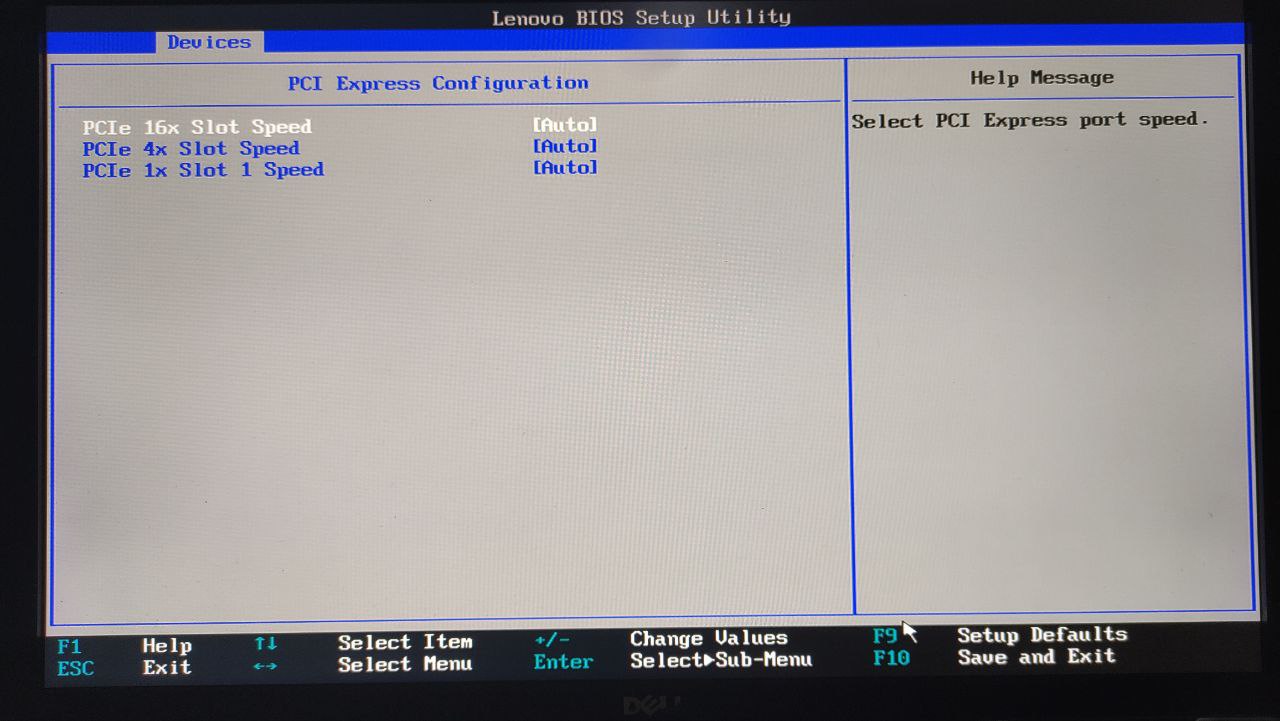 Lenovo BIOS Setup Utility
Devices
PCI Express Configuration
Help Message
PCIe 16x Slot Speed [Auto]
PCIe 4x Slot Speed [Auto]
PCIe 1x Slot 1 Speed [Auto]
Select PCI Express port speed.
F1 Help ↑↓ Select Item +/- Change Values F9 Setup Defaults
ESC Exit ←→ Select Menu Enter Select▶Sub-Menu F10 Save and Exit
DELL